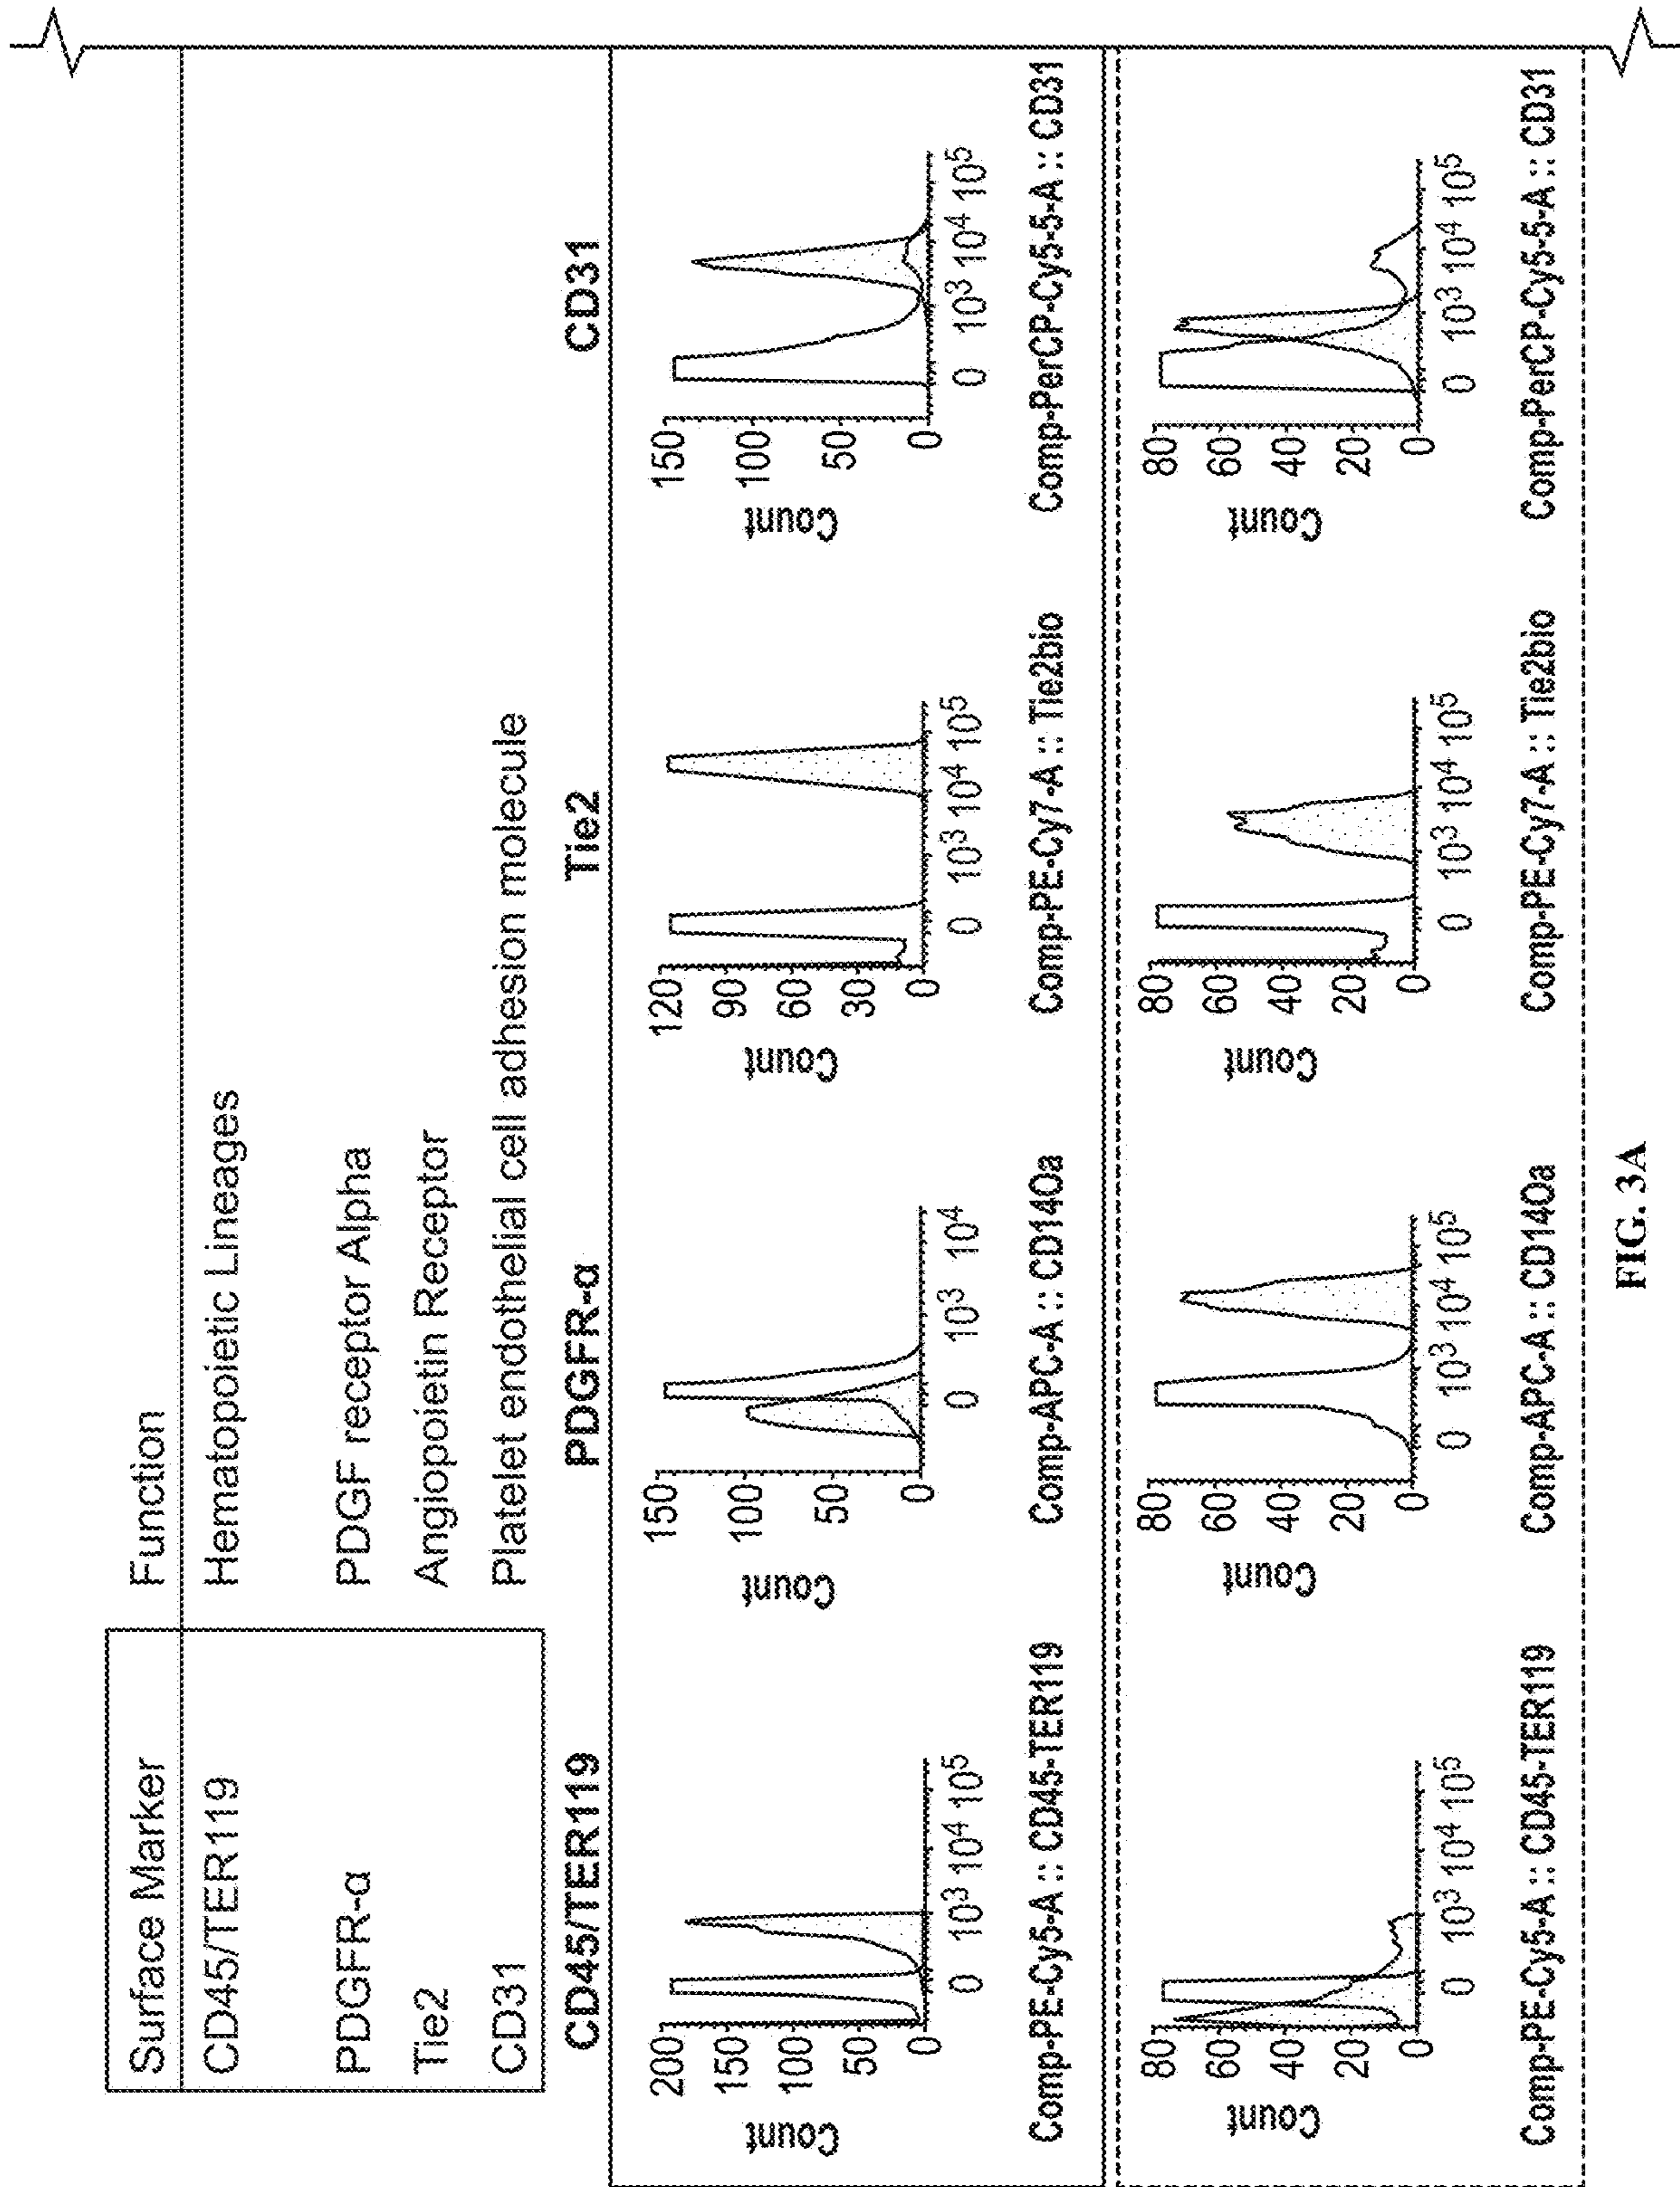 Surface Marker Function
CD45/TER119 Hematopoietic Lineages
PDGFR-α PDGF receptor Alpha
Tie2 Angiopoietin Receptor
CD31 Platelet endothelial cell adhesion molecule
CD45/TER119 PDGFR-α Tie2 CD31
Count
200
150
100
50
0
0 10³ 10⁴ 10⁵
Comp-PE-Cy5-A :: CD45-TER119
Count
150
100
50
0
0 10³ 10⁴
Comp-APC-A :: CD140a
Count
120
90
60
30
0
0 10³ 10⁴ 10⁵
Comp-PE-Cy7-A :: Tie2bio
Count
150
100
50
0
0 10³ 10⁴ 10⁵
Comp-PerCP-Cy5-5-A :: CD31
Count
80
60
40
20
0
0 10³ 10⁴ 10⁵
Comp-PE-Cy5-A :: CD45-TER119
Count
80
60
40
20
0
0 10³ 10⁴ 10⁵
Comp-APC-A :: CD140a
Count
80
60
40
20
0
0 10³ 10⁴ 10⁵
Comp-PE-Cy7-A :: Tie2bio
Count
80
60
40
20
0
0 10³ 10⁴ 10⁵
Comp-PerCP-Cy5-5-A :: CD31
FIG. 3A